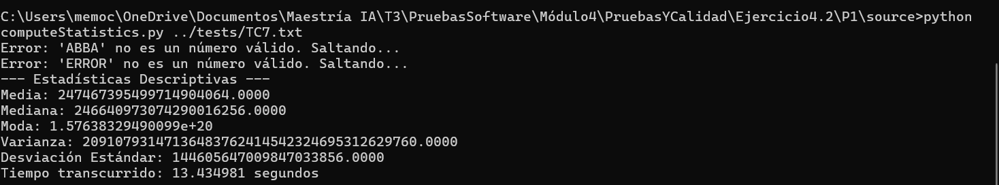 C:\Users\memoc\OneDrive\Documentos\Maestría IA\T3\PruebasSoftware\Módulo4\PruebasYCalidad\Ejercicio4.2\P1\source>python
computeStatistics.py ../tests/TC7.txt
Error: 'ABBA' no es un número válido. Saltando...
Error: 'ERROR' no es un número válido. Saltando...
--- Estadísticas Descriptivas ---
Media: 247467395499714904064.0000
Mediana: 246640973074290016256.0000
Moda: 1.57638329490099e+20
Varianza: 20910793147136483762414542324695312629760.0000
Desviación Estándar: 144605647009847033856.0000
Tiempo transcurrido: 13.434981 segundos